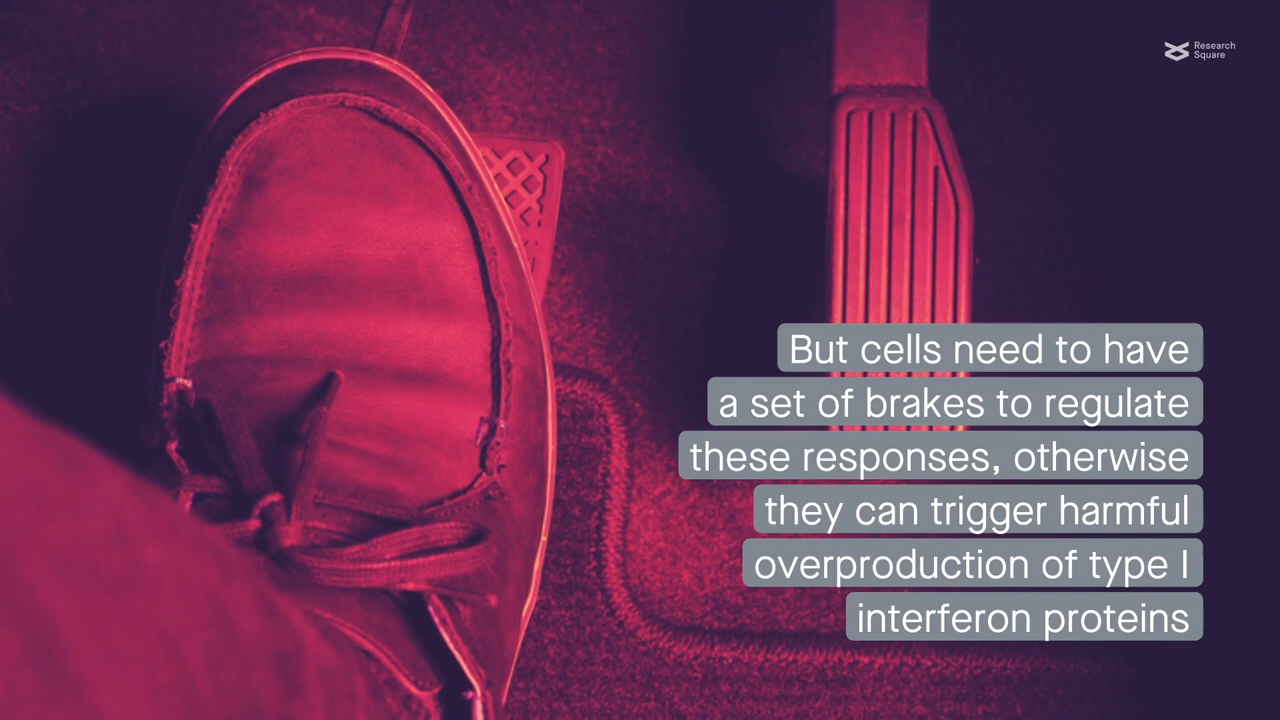 Research
Square
But cells need to have
a set of brakes to regulate
these responses, otherwise
they can trigger harmful
overproduction of type I
interferon proteins